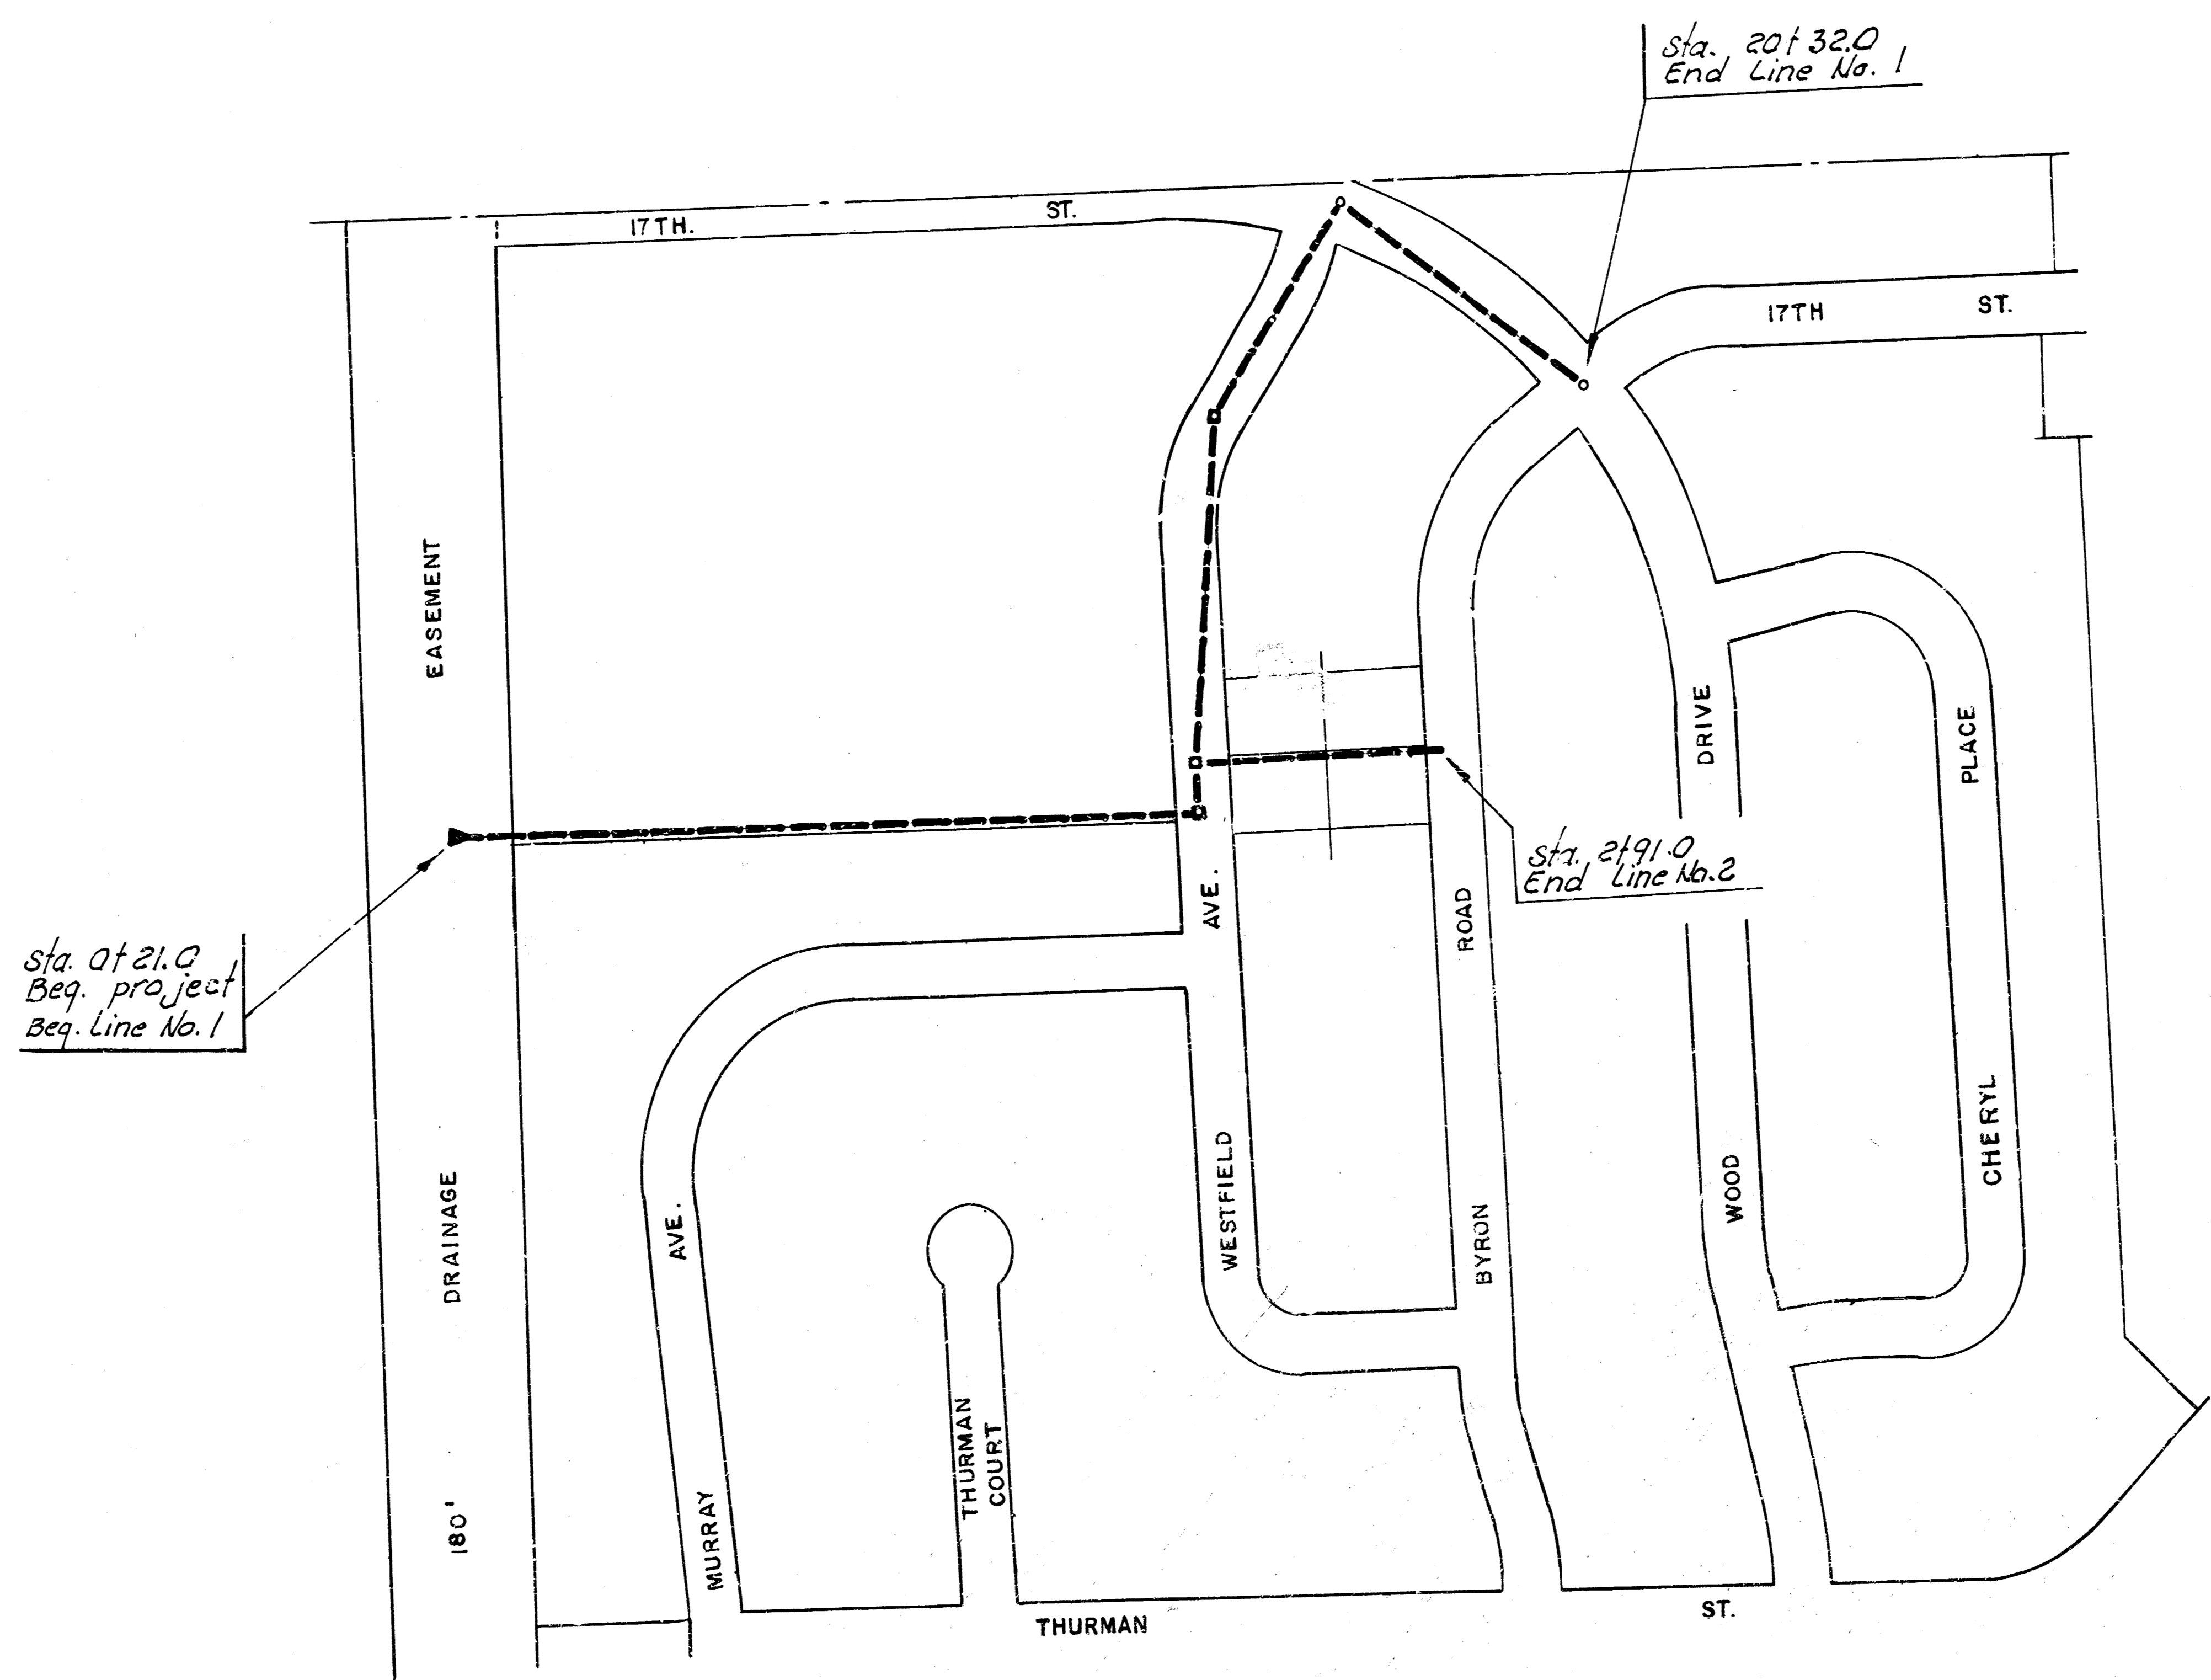 Sta. 20+32.0
End Line No. 1
17TH.
ST.
17TH
ST.
EASEMENT
DRIVE
PLACE
Sta. 2+91.0
End Line No. 2
AVE.
ROAD
Sta. 0+21.0
Beg. project
Beg. Line No. 1
CHERYL
WESTFIELD
WOOD
DRAINAGE
AVE.
BYRON
THURMAN
COURT
MURRAY
180'
THURMAN
ST.